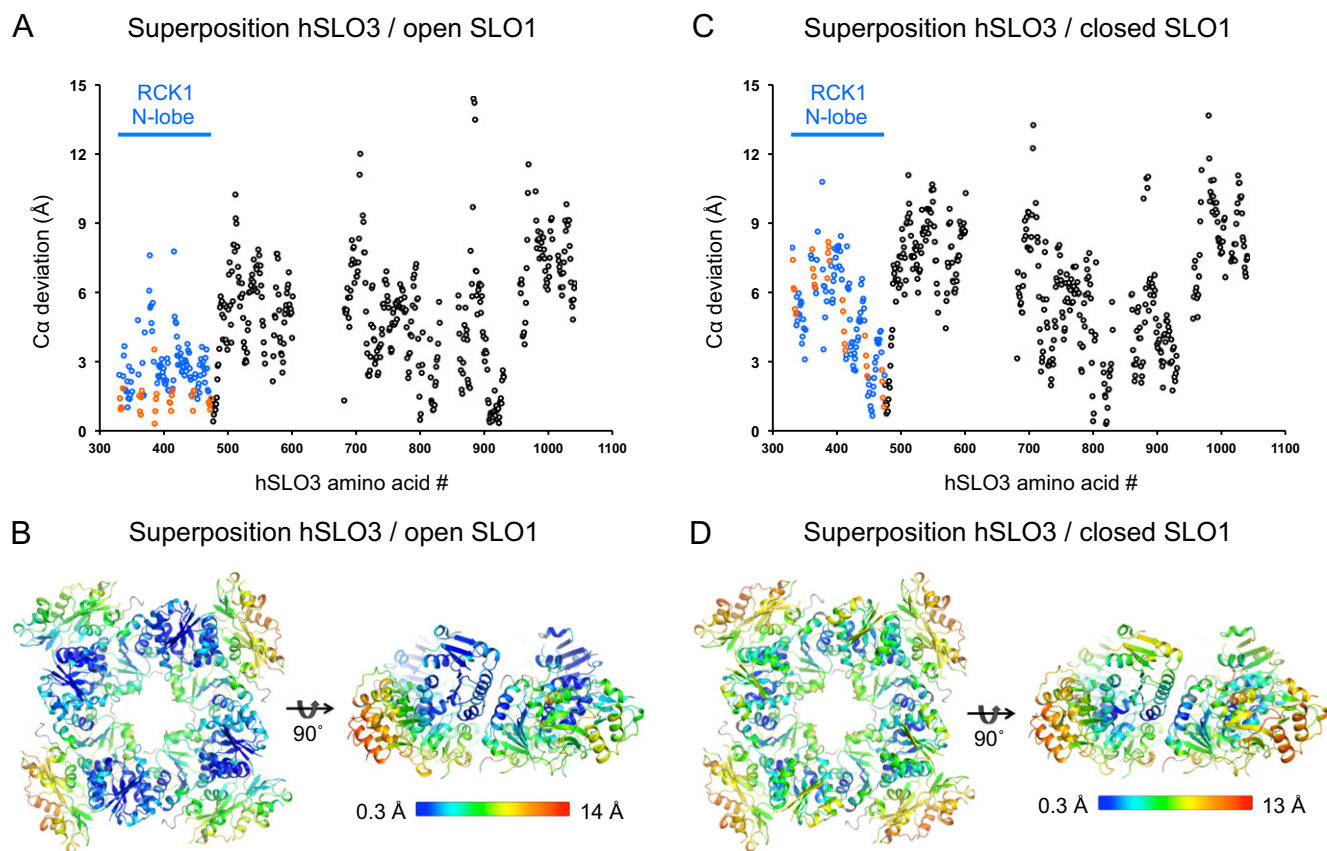 A Superposition hSLO3 / open SLO1
15
12
9
6
3
0
Cα deviation (Å)
RCK1
N-lobe
300 400 500 600 700 800 900 1000 1100
hSLO3 amino acid #
C Superposition hSLO3 / closed SLO1
15
12
9
6
3
0
Cα deviation (Å)
RCK1
N-lobe
300 400 500 600 700 800 900 1000 1100
hSLO3 amino acid #
B Superposition hSLO3 / open SLO1
90°
0.3 Å 14 Å
D Superposition hSLO3 / closed SLO1
90°
0.3 Å 13 Å